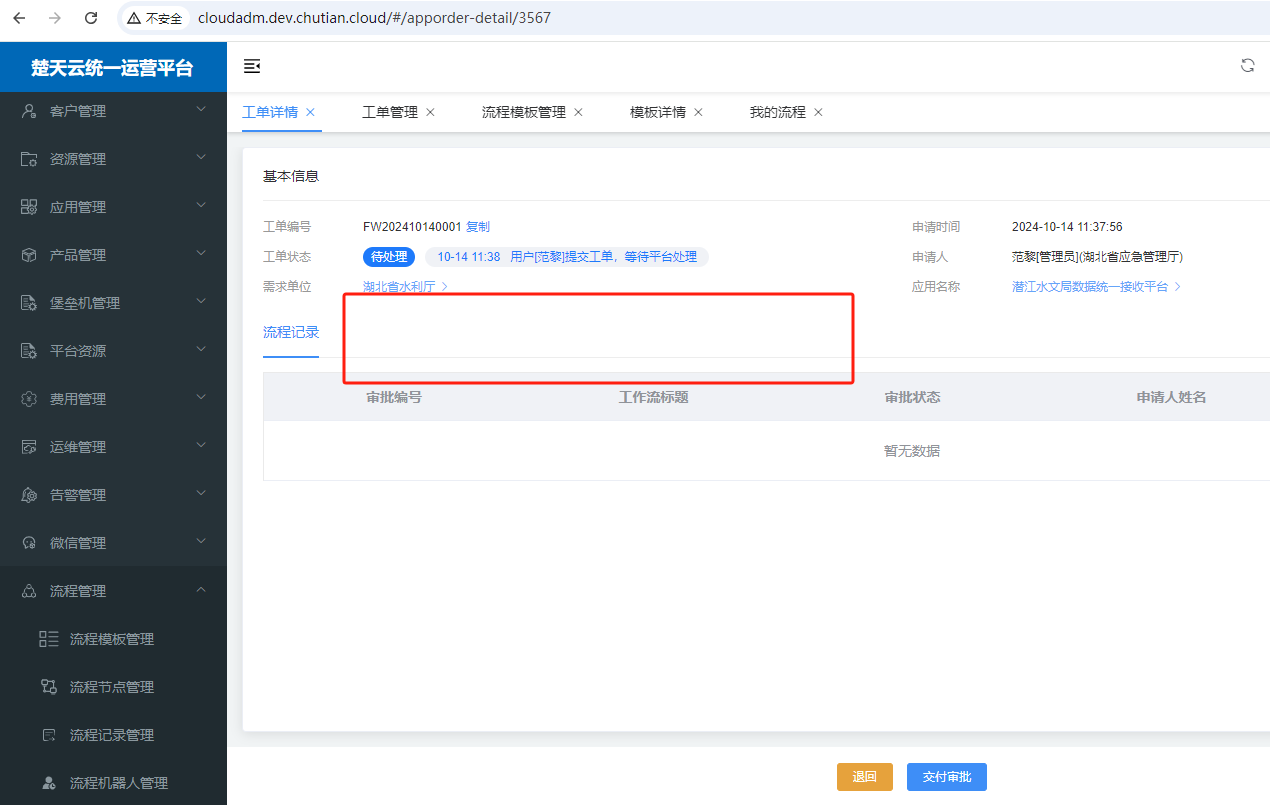 不安全 cloudadm.dev.chutian.cloud/#/apporder-detail/3567
楚天云统一运营平台
客户管理
资源管理
应用管理
产品管理
堡垒机管理
平台资源
费用管理
运维管理
告警管理
微信管理
流程管理
流程模板管理
流程节点管理
流程记录管理
流程机器人管理
工单详情 工单管理 流程模板管理 模板详情 我的流程
基本信息
工单编号 FW202410140001 复制 申请时间 2024-10-14 11:37:56
工单状态 待处理 10-14 11:38 用户[范黎]提交工单，等待平台处理 申请人 范黎[管理员](湖北省应急管理厅)
需求单位 湖北省水利厅 应用名称 潜江水文局数据统一接收平台
流程记录
审批编号 工作流标题 审批状态 申请人姓名
暂无数据
退回 交付审批